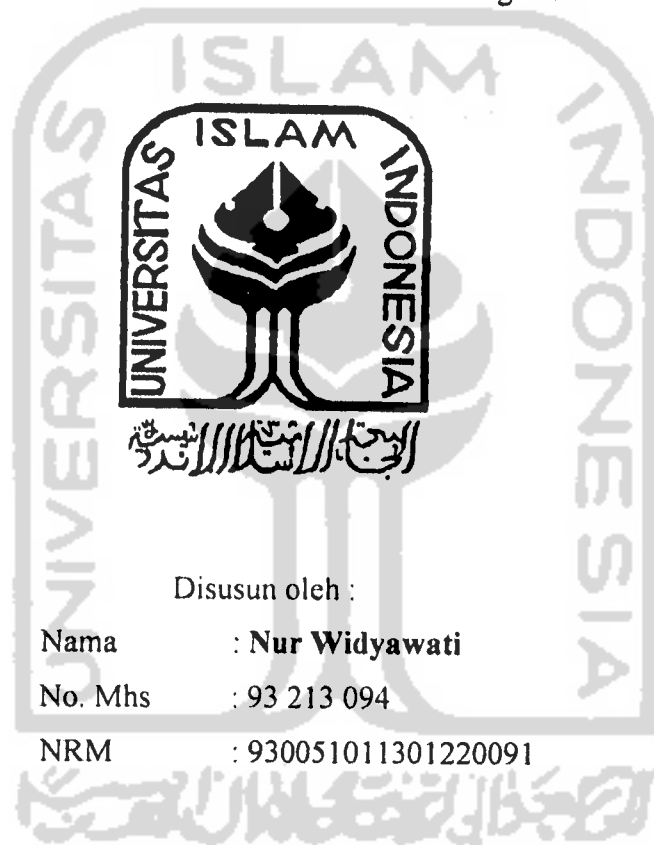 ISLAM
UNIVERSITAS
INDONESIA
Disusun oleh :
Nama : Nur Widyawati
No. Mhs : 93 213 094
NRM : 930051011301220091